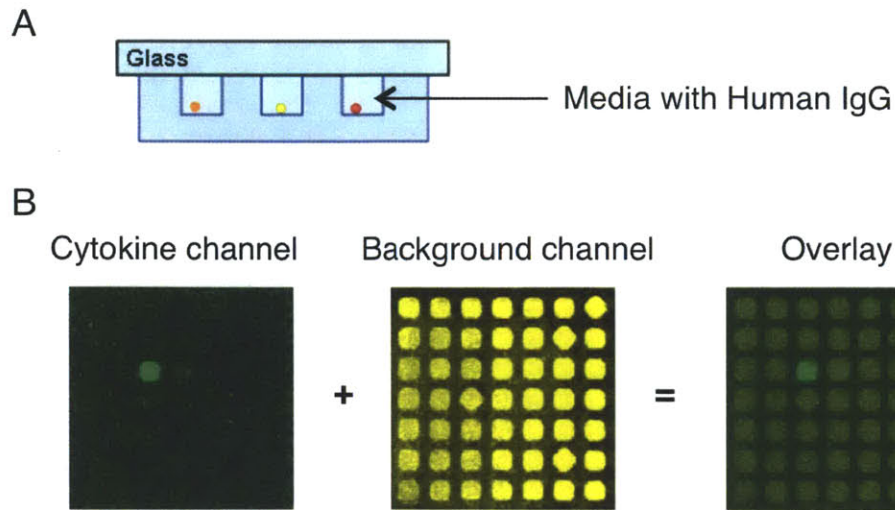 A
Glass
Media with Human IgG
B
Cytokine channel
Background channel
Overlay
+
=